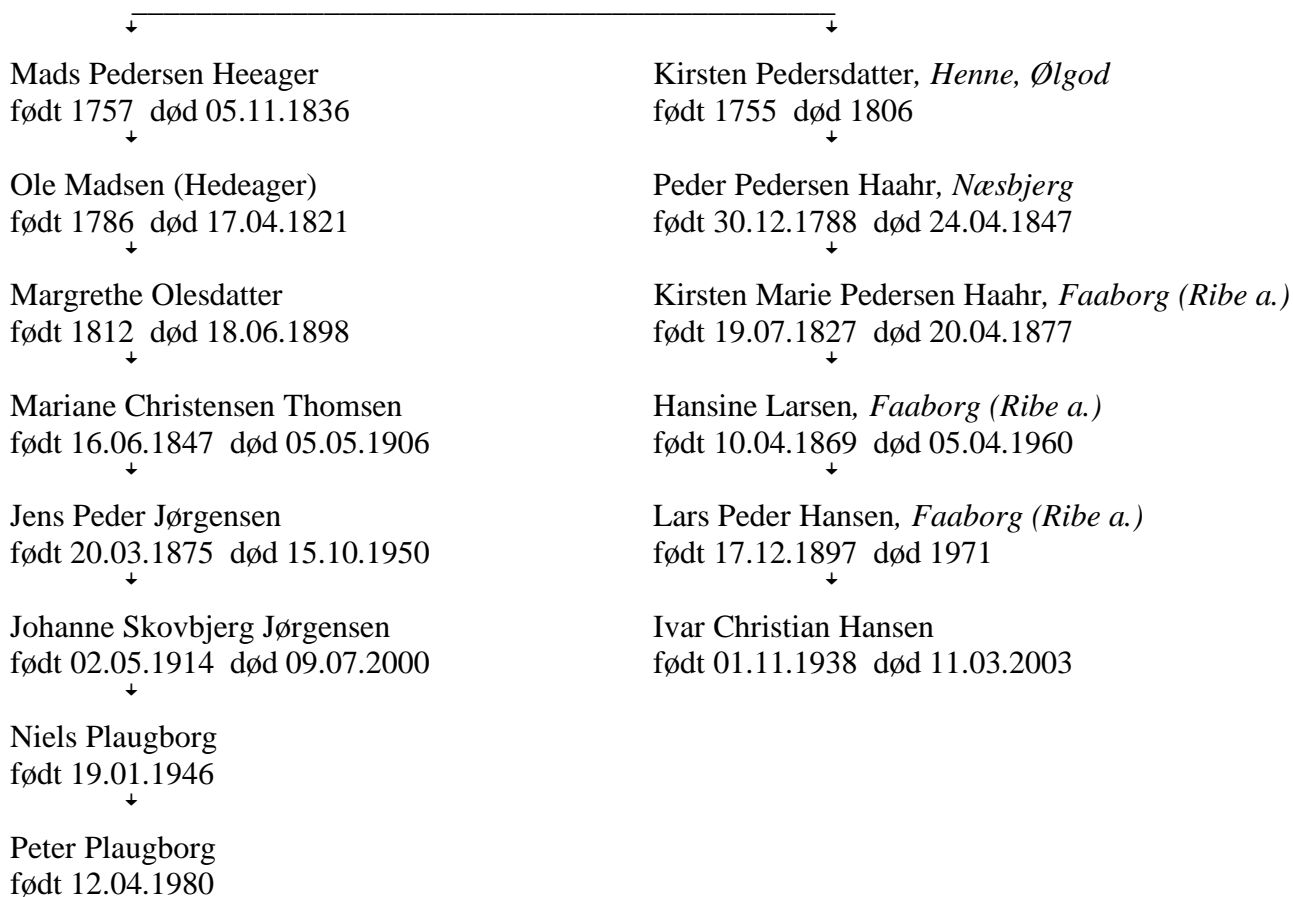 Mads Pedersen Heeager
født 1757 død 05.11.1836
Ole Madsen (Hedeager)
født 1786 død 17.04.1821
Margrethe Olesdatter
født 1812 død 18.06.1898
Mariane Christensen Thomsen
født 16.06.1847 død 05.05.1906
Jens Peder Jørgensen
født 20.03.1875 død 15.10.1950
Johanne Skovbjerg Jørgensen
født 02.05.1914 død 09.07.2000
Niels Plaugborg
født 19.01.1946
Peter Plaugborg
født 12.04.1980
Kirsten Pedersdatter, Henne, Ølgod
født 1755 død 1806
Peder Pedersen Haahr, Næsbjerg
født 30.12.1788 død 24.04.1847
Kirsten Marie Pedersen Haahr, Faaborg (Ribe a.)
født 19.07.1827 død 20.04.1877
Hansine Larsen, Faaborg (Ribe a.)
født 10.04.1869 død 05.04.1960
Lars Peder Hansen, Faaborg (Ribe a.)
født 17.12.1897 død 1971
Ivar Christian Hansen
født 01.11.1938 død 11.03.2003